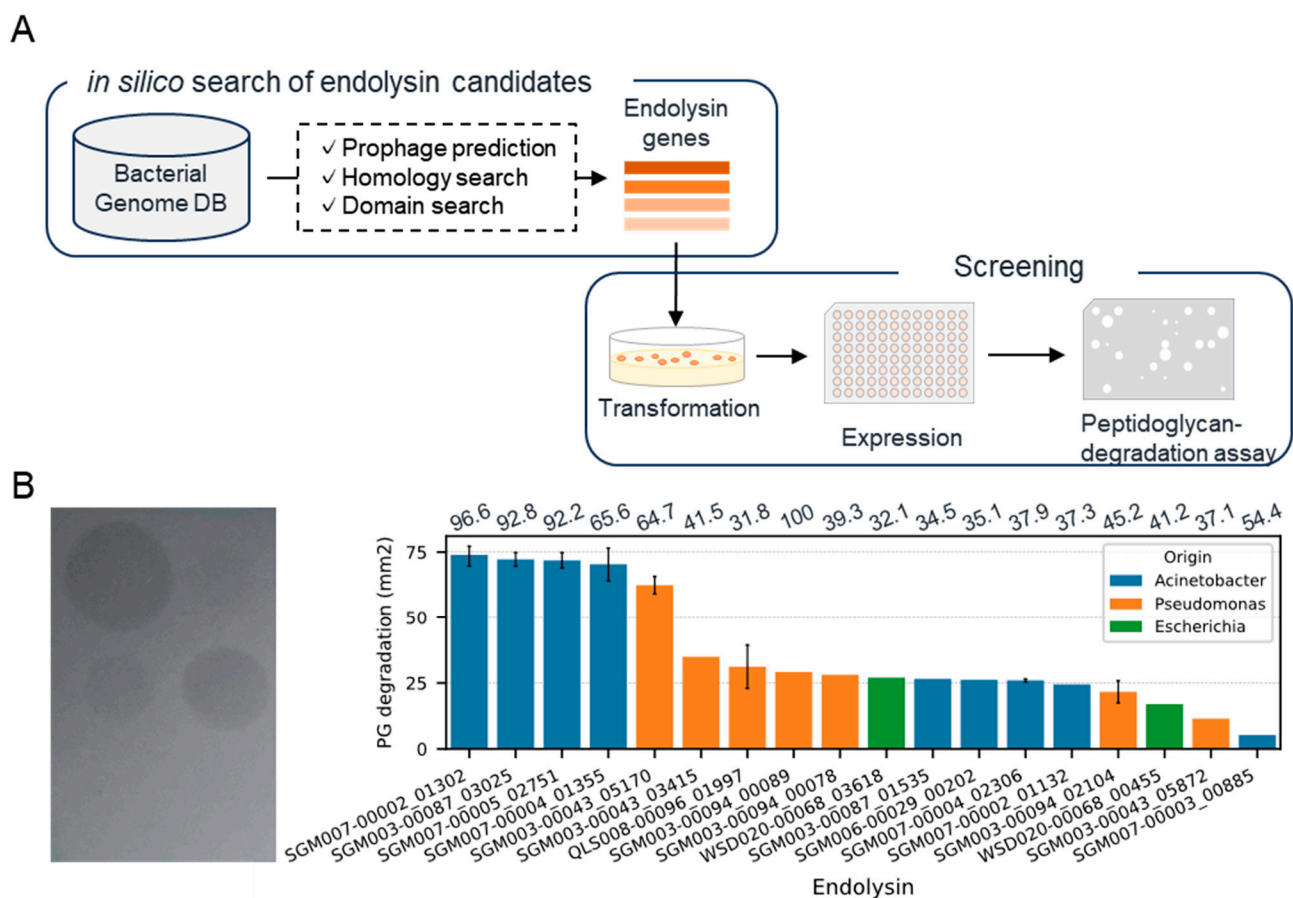 A
in silico search of endolysin candidates
Bacterial
Genome DB
✓ Prophage prediction
✓ Homology search
✓ Domain search
Endolysin
genes
Screening
Transformation
Expression
Peptidoglycan-
degradation assay
B
96.6 92.8 92.2 65.6 64.7 41.5 31.8 100 39.3 32.1 34.5 35.1 37.9 37.3 45.2 41.2 37.1 54.4
PG degradation (mm2)
75
50
25
0
Origin
Acinetobacter
Pseudomonas
Escherichia
SGM007-00002_01302
SGM003-00087_03025
SGM007-00005_02751
SGM007-00004_01355
SGM003-00043_05170
SGM003-00043_03415
QLS08-00096_01997
SGM003-00094_00089
SGM003-00094_00078
WSD20-00068_03618
SGM003-00087_01535
SGM06-00029_00202
SGM007-00004_02306
SGM007-00002_01132
SGM003-00094_02104
WSD20-00068_00455
SGM003-00043_05872
SGM007-00003_00885
Endolysin